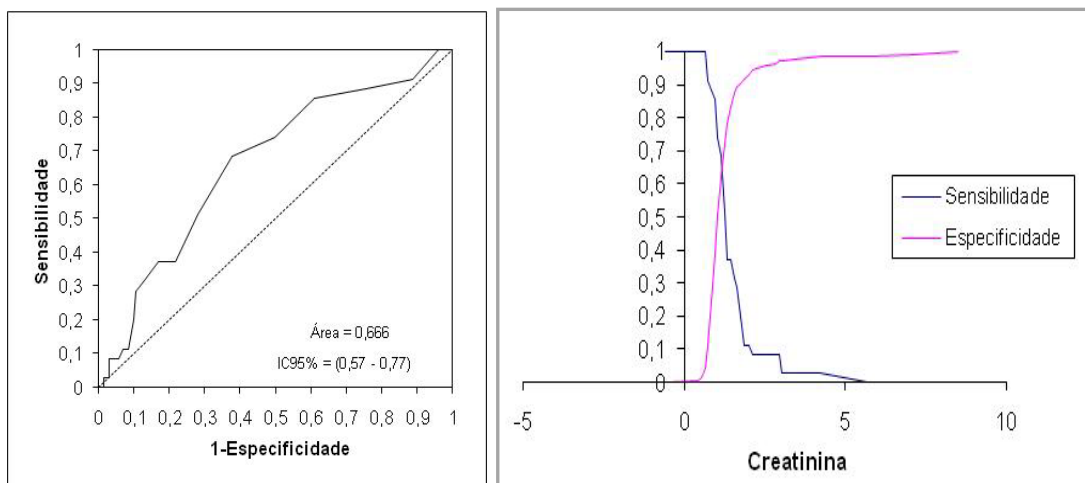 1
0,9
0,8
0,7
0,6
0,5
0,4
0,3
0,2
0,1
0
Sensibilidade
Área = 0,666
IC95% = (0,57 - 0,77)
0 0,1 0,2 0,3 0,4 0,5 0,6 0,7 0,8 0,9 1
1-Especificidade
1
0,9
0,8
0,7
0,6
0,5
0,4
0,3
0,2
0,1
0
Sensibilidade
Especificidade
-5 0 5 10
Creatinina